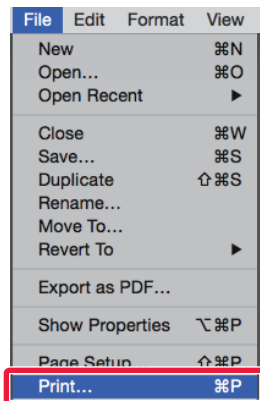 File Edit Format View
New ⌘N
Open... ⌘O
Open Recent ▶
Close ⌘W
Save... ⌘S
Duplicate ⇧⌘S
Rename...
Move To...
Revert To ▶
Export as PDF...
Show Properties ⌥⌘P
Page Setup ⇧⌘P
Print... ⌘P